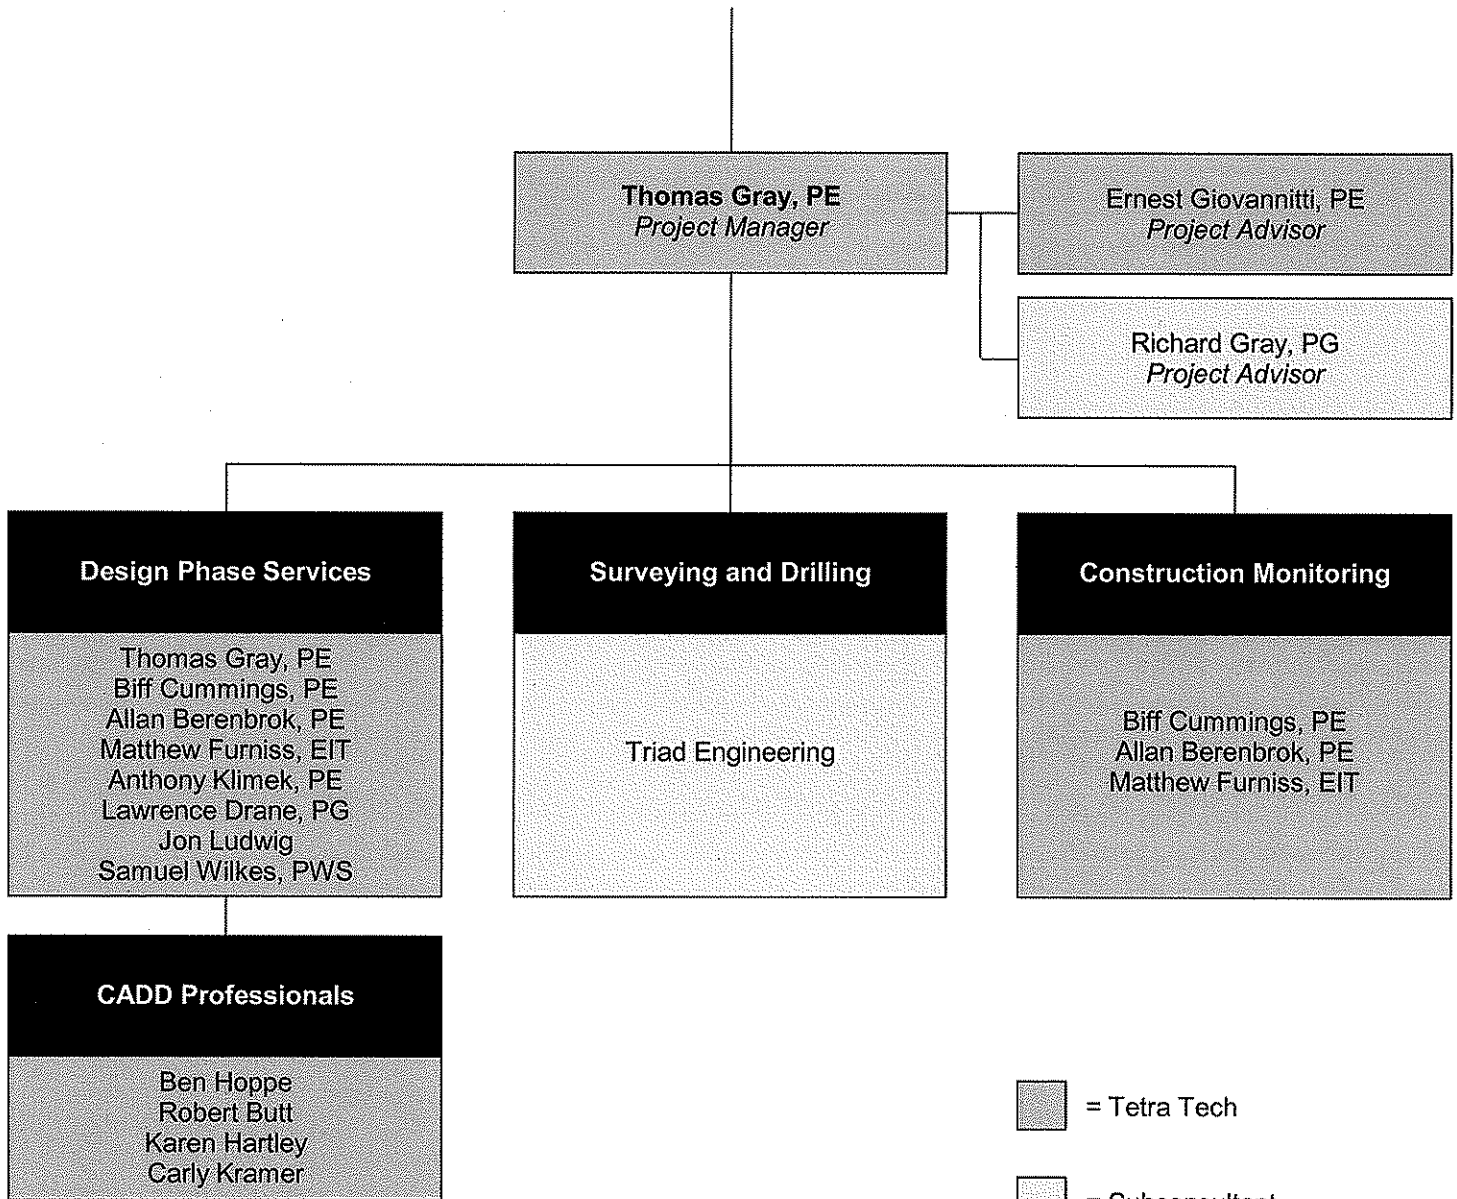 Thomas Gray, PE
Project Manager
Ernest Giovannitti, PE
Project Advisor
Richard Gray, PG
Project Advisor
Design Phase Services
Thomas Gray, PE
Biff Cummings, PE
Allan Berenbrok, PE
Matthew Furniss, EIT
Anthony Klimek, PE
Lawrence Drane, PG
Jon Ludwig
Samuel Wilkes, PWS
Surveying and Drilling
Triad Engineering
Construction Monitoring
Biff Cummings, PE
Allan Berenbrok, PE
Matthew Furniss, EIT
CADD Professionals
Ben Hoppe
Robert Butt
Karen Hartley
Carly Kramer
= Tetra Tech
= Subconsultant